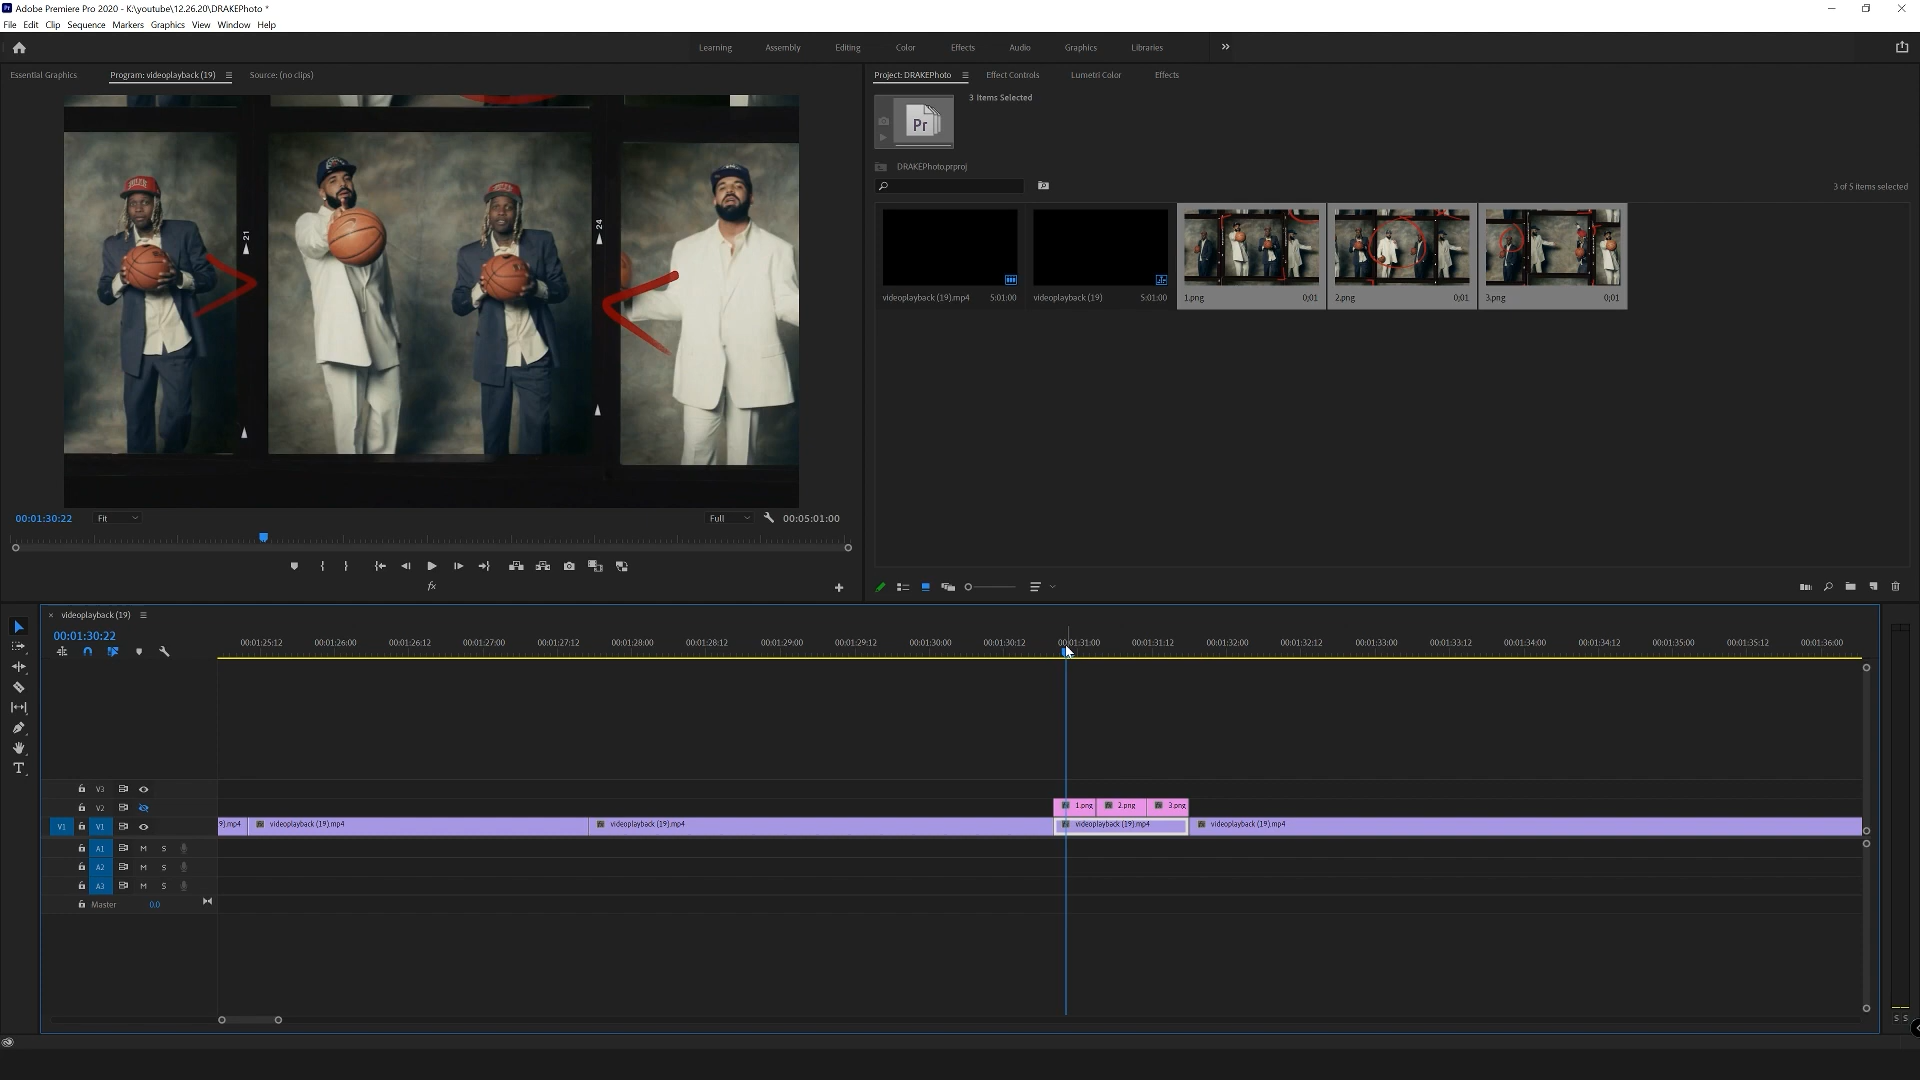 Adobe Premiere Pro 2020 - K:\youtube\12.26.20\DRAKEPhoto *
File Edit Clip Sequence Markers Graphics View Window Help
Learning Assembly Editing Color Effects Audio Graphics Libraries
Essential Graphics Program: videoplayback (19) Source: (no clips)
Project: DRAKEPhoto Effect Controls Lumetri Color Effects
3 Items Selected
Pr
DRAKEPhoto.prproj
3 of 5 items selected
videoplayback (19).mp4 5:01:00 videoplayback (19) 5:01:00 1.png 0;01 2.png 0;01 3.png 0;01
21
24
00:01:30:22 Fit Full 00:05:01:00
fx
videoplayback (19)
00:01:30:22
00:01:25:12 00:01:26:00 00:01:26:12 00:01:27:00 00:01:27:12 00:01:28:00 00:01:28:12 00:01:29:00 00:01:29:12 00:01:30:00 00:01:30:12 00:01:31:00 00:01:31:12 00:01:32:00 00:01:32:12 00:01:33:00 00:01:33:12 00:01:34:00 00:01:34:12 00:01:35:00 00:01:35:12 00:01:36:00
V3
V2 1.png 2.png 3.png
V1 V1 9).mp4 videoplayback (19).mp4 videoplayback (19).mp4 videoplayback (19).mp4 videoplayback (19).mp4
A1 M S
A2 M S
A3 M S
Master 0.0
S S